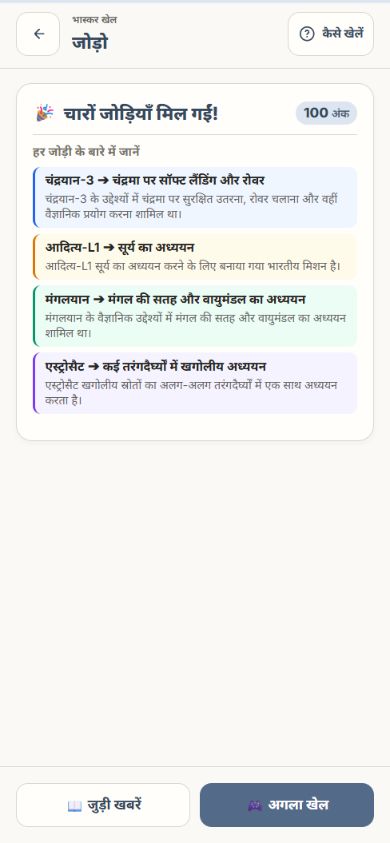 भास्कर खेल
जोड़ो
कैसे खेलें
🎉 चारों जोड़ियाँ मिल गईं!
100 अंक
हर जोड़ी के बारे में जानें
चंद्रयान-3 ➔ चंद्रमा पर सॉफ्ट लैंडिंग और रोवर
चंद्रयान-3 के उद्देश्यों में चंद्रमा पर सुरक्षित उतरना, रोवर चलाना और वहीं
वैज्ञानिक प्रयोग करना शामिल था।
आदित्य-L1 ➔ सूर्य का अध्ययन
आदित्य-L1 सूर्य का अध्ययन करने के लिए बनाया गया भारतीय मिशन है।
मंगलयान ➔ मंगल की सतह और वायुमंडल का अध्ययन
मंगलयान के वैज्ञानिक उद्देश्यों में मंगल की सतह और वायुमंडल का अध्ययन
शामिल था।
एस्ट्रोसैट ➔ कई तरंगदैर्घ्यों में खगोलीय अध्ययन
एस्ट्रोसैट खगोलीय स्रोतों का अलग-अलग तरंगदैर्घ्यों में एक साथ अध्ययन
करता है।
📖 जुड़ी खबरें
🎮 अगला खेल